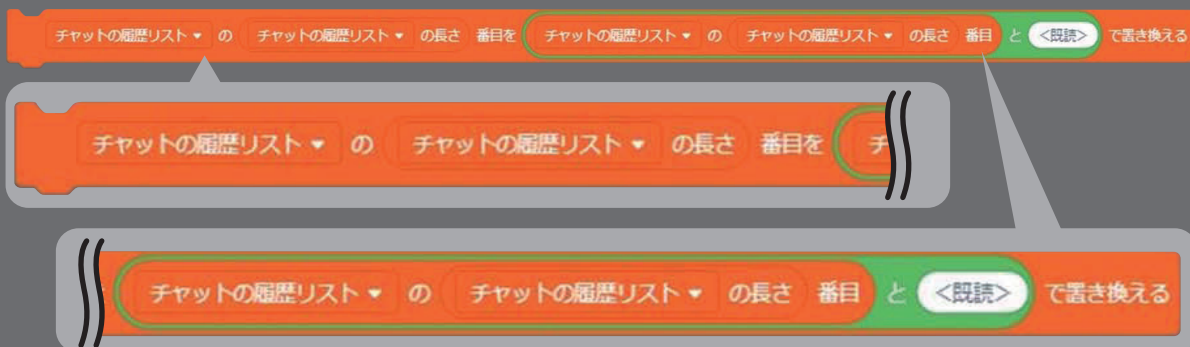 チャットの履歴リスト▼ の チャットの履歴リスト▼ の長さ 番目を チャットの履歴リスト▼ の チャットの履歴リスト▼ の長さ 番目 と <既読> で置き換える
チャットの履歴リスト▼ の チャットの履歴リスト▼ の長さ 番目を チ
チャットの履歴リスト▼ の チャットの履歴リスト▼ の長さ 番目 と <既読> で置き換える